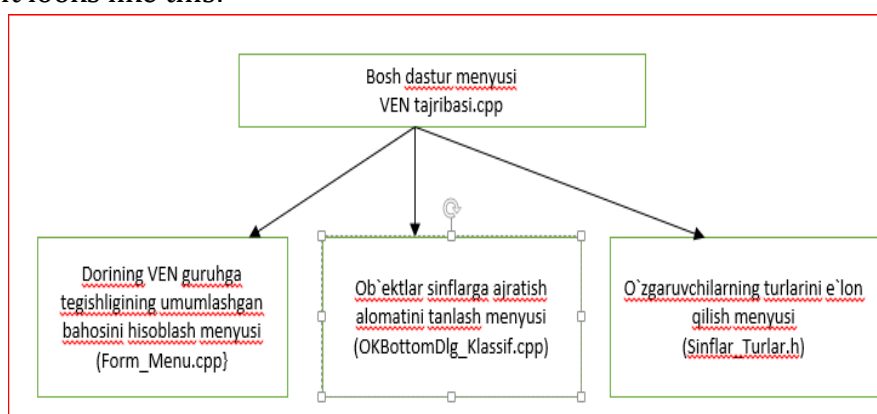 Bosh dastur menyusi
VEN tajribasi.cpp
Dorining VEN guruhga
tegishligining umumlashgan
bahosini hisoblash menyusi
(Form_Menu.cpp}
Ob`ektlar sinflarga ajratish
alomatini tanlash menyusi
(OKBottomDlg_Klassif.cpp)
O`zgaruvchilarning turlarini e`lon
qilish menyusi
(Sinflar_Turlar.h)